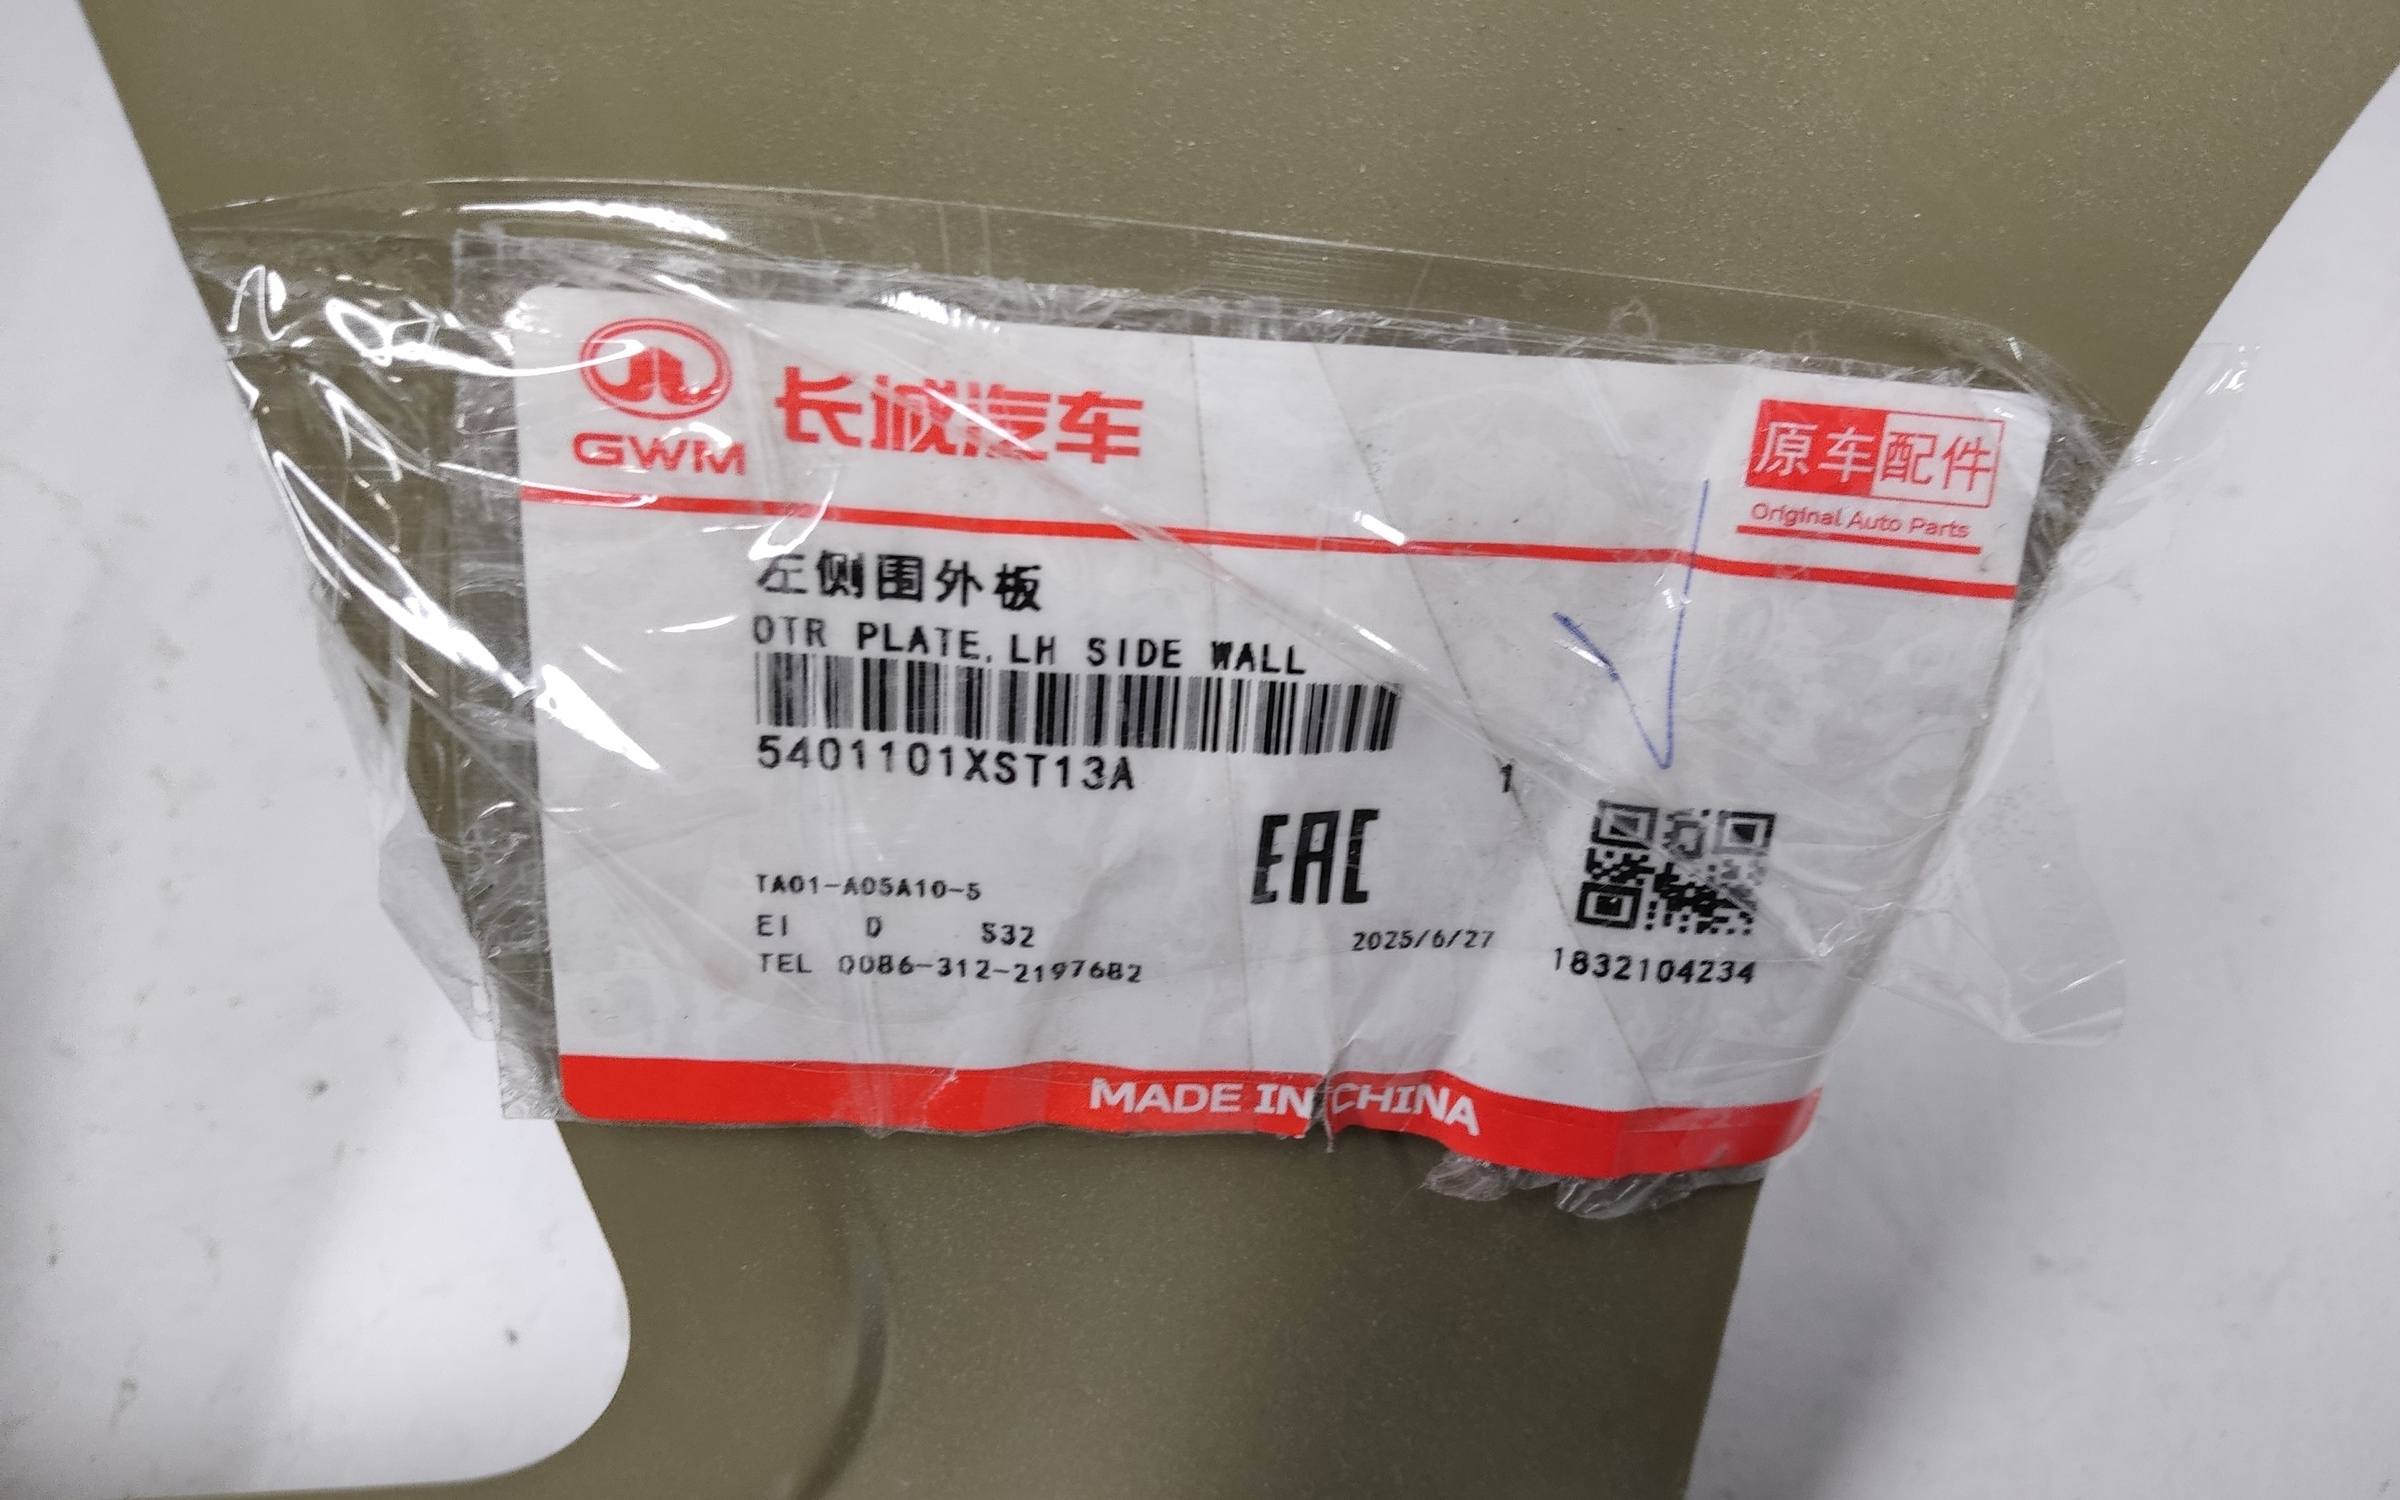 GWM 长城汽车
原车配件
Original Auto Parts
左侧围外板
OTR PLATE,LH SIDE WALL
5401101XST13A
1
EAC
TA01-A05A10-5
EI D S32
2025/6/27
TEL 0086-312-2197682
1832104234
MADE IN CHINA